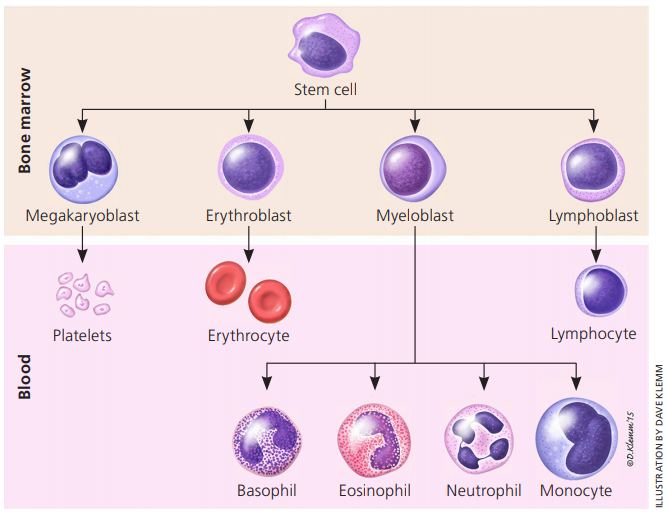 Bone marrow
Stem cell
Megakaryoblast
Erythroblast
Myeloblast
Lymphoblast
Blood
Platelets
Erythrocyte
Lymphocyte
Basophil
Eosinophil
Neutrophil
Monocyte
©D.Klemm'15
ILLUSTRATION BY DAVE KLEMM